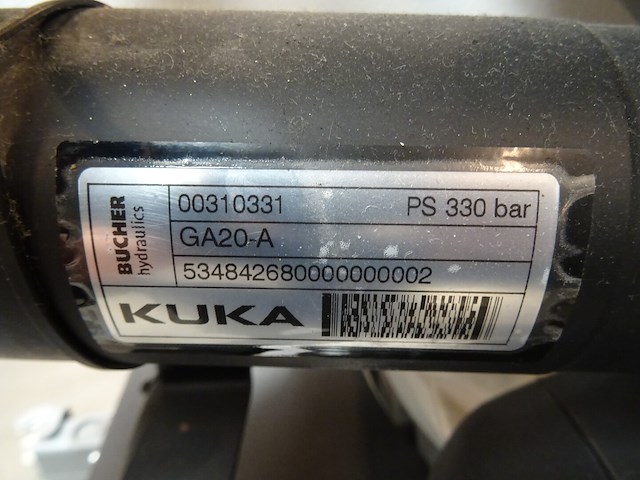 BUCHER
hydraulics
00310331 PS 330 bar
GA20-A
534842680000000002
KUKA